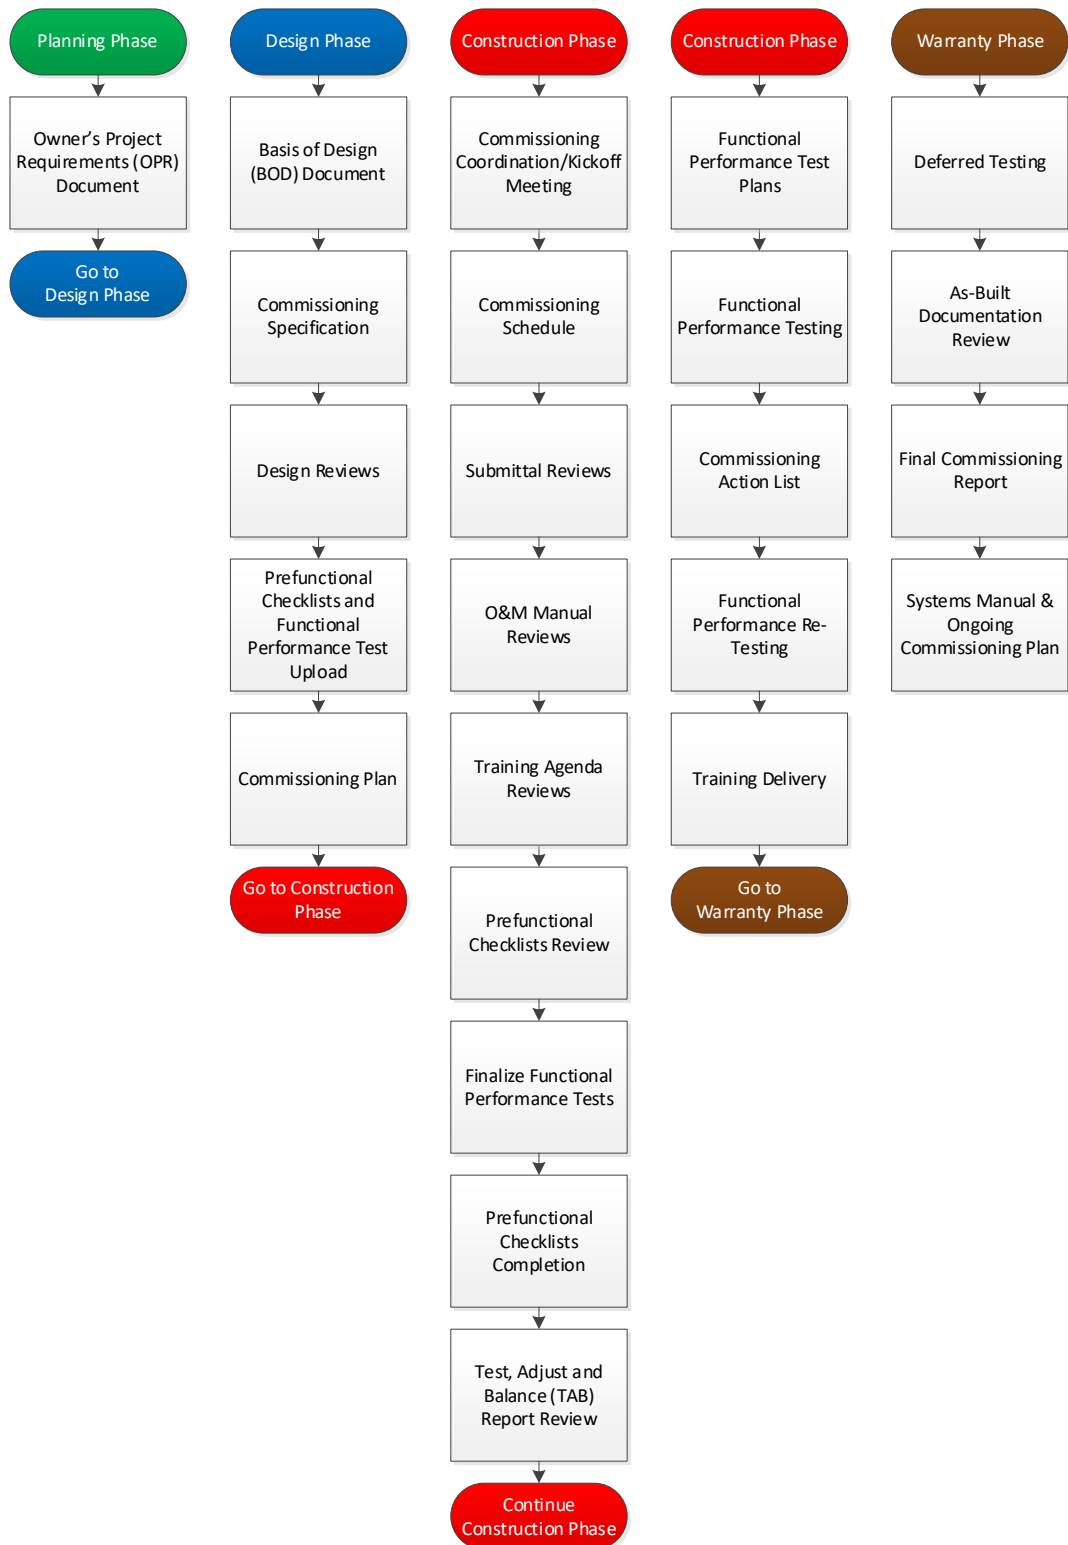 Planning Phase
Owner’s Project
Requirements (OPR)
Document
Go to
Design Phase
Design Phase
Basis of Design
(BOD) Document
Commissioning
Specification
Design Reviews
Prefunctional
Checklists and
Functional
Performance Test
Upload
Commissioning Plan
Go to Construction
Phase
Construction Phase
Commissioning
Coordination/Kickoff
Meeting
Commissioning
Schedule
Submittal Reviews
O&M Manual
Reviews
Training Agenda
Reviews
Prefunctional
Checklists Review
Finalize Functional
Performance Tests
Prefunctional
Checklists
Completion
Test, Adjust and
Balance (TAB)
Report Review
Continue
Construction Phase
Construction Phase
Functional
Performance Test
Plans
Functional
Performance Testing
Commissioning
Action List
Functional
Performance Re-
Testing
Training Delivery
Go to
Warranty Phase
Warranty Phase
Deferred Testing
As-Built
Documentation
Review
Final Commissioning
Report
Systems Manual &
Ongoing
Commissioning Plan